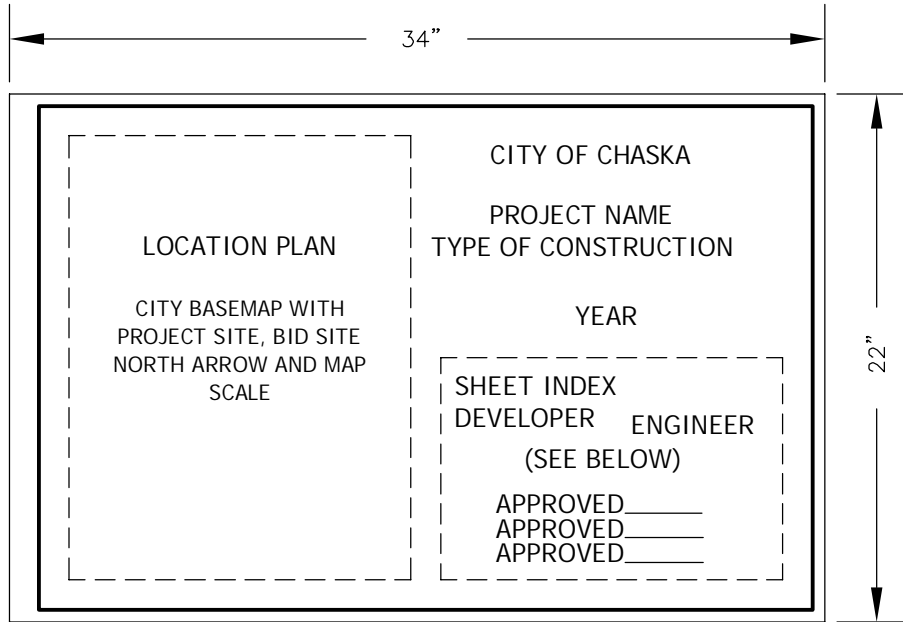 34”
LOCATION PLAN
CITY BASEMAP WITH
PROJECT SITE, BID SITE
NORTH ARROW AND MAP
SCALE
CITY OF CHASKA
PROJECT NAME
TYPE OF CONSTRUCTION
YEAR
SHEET INDEX
DEVELOPER ENGINEER
(SEE BELOW)
APPROVED______
APPROVED______
APPROVED______
22”